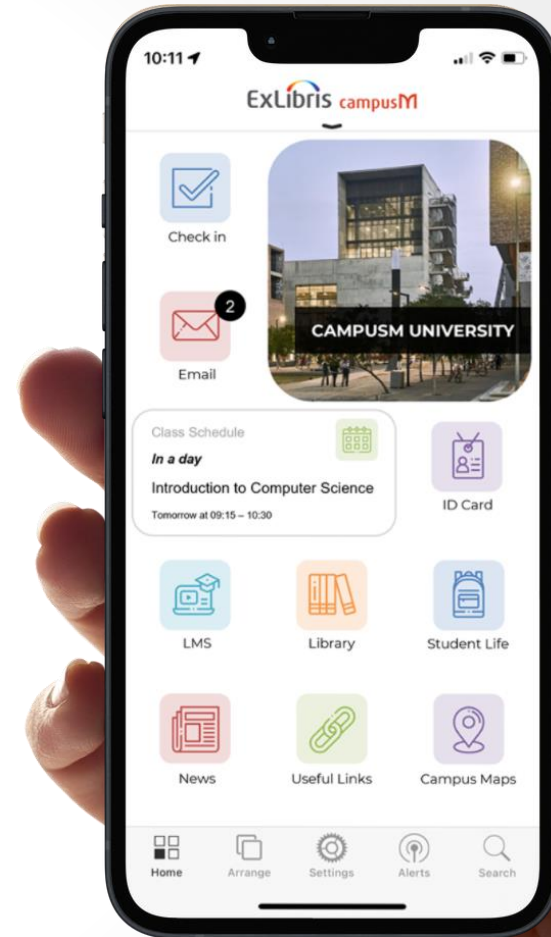 10:11
ExLibris campusM
Check in
2
Email
CAMPUSM UNIVERSITY
Class Schedule
In a day
Introduction to Computer Science
Tomorrow at 09:15 – 10:30
ID Card
LMS
Library
Student Life
News
Useful Links
Campus Maps
Home
Arrange
Settings
Alerts
Search